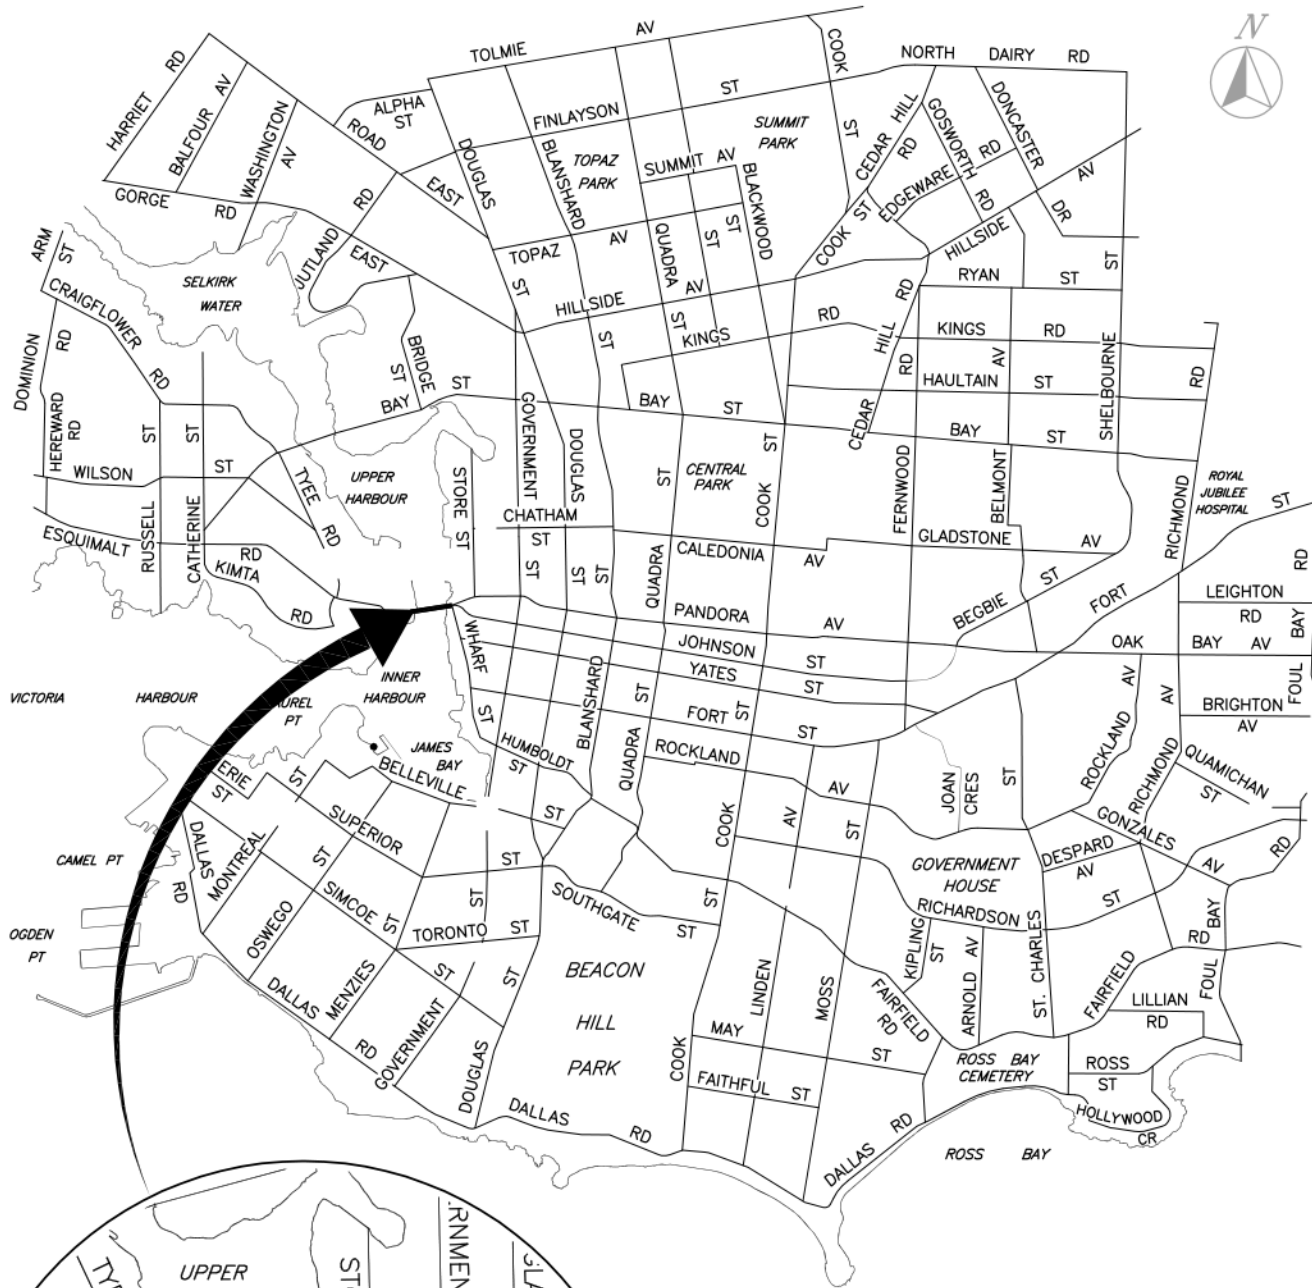 N
TOLMIE AV
COOK ST
NORTH DAIRY RD
HARRIET RD
BALFOUR AV
WASHINGTON AV
ALPHA ST
ROAD
EAST
FINLAYSON ST
SUMMIT
PARK
DONCASTER DR
CEDAR HILL RD
GOSWORTH RD
EDGEWARE RD
HILLSIDE AV
DOUGLAS ST
BLANSHARD ST
TOPAZ
PARK
SUMMIT AV
BLACKWOOD
ST
ST
GORGE RD EAST
JUTLAND RD
TOPAZ AV
QUADRA ST
COOK ST
ARM ST
SELKIRK
WATER
HILLSIDE AV
RYAN ST
CRAIGFLOWER RD
DOMINION RD
KINGS RD
KINGS RD
CEDAR HILL RD
SHELBOURNE ST
BRIDGE ST
HAULTAIN ST
HEREWARD RD
BAY ST
BAY ST
BAY ST
GOVERNMENT ST
DOUGLAS ST
ST
FERNWOOD RD
BELMONT AV
RICHMOND RD
ST
ST
WILSON ST
TYEE RD
UPPER
HARBOUR
STORE ST
CENTRAL
PARK
COOK ST
QUADRA ST
ROYAL
JUBILEE
HOSPITAL
RUSSELL
CATHERINE
CHATHAM
ST
ESQUIMALT RD
CALEDONIA AV
GLADSTONE AV
KIMTA RD
BEGBIE ST
FORT ST
LEIGHTON
RD
PANDORA AV
OAK BAY AV
JOHNSON ST
YATES ST
FORT ST
WHARF ST
BLANSHARD
QUADRA ST
ST
INNER
HARBOUR
VICTORIA HARBOUR
PT
FOUL BAY RD
BRIGHTON
AV
ROCKLAND AV
RICHMOND AV
QUAMICHAN
ST
JAMES
BAY
HUMBOLDT
ST
BELLEVILLE ST
ROCKLAND AV
JOAN
CRES
ST
ERIE
ST
ST
SUPERIOR ST
COOK ST
AV
ST
GONZALES AV
DESPARD
AV
GOVERNMENT
HOUSE
CAMEL PT
DALLAS RD
MONTREAL
ST
SIMCOE ST
OSWEGO
SOUTHGATE
ST
RICHARDSON ST
TORONTO ST
ST
ST
OGDEN
PT
BEACON
HILL
PARK
LINDEN
MOSS
KIPLING
ST
ARNOLD AV
ST. CHARLES
FAIRFIELD RD
FAIRFIELD RD
FOUL BAY RD
LILLIAN
RD
DALLAS RD
MENZIES
GOVERNMENT
DOUGLAS ST
COOK
MAY ST
FAITHFUL ST
ROSS BAY
CEMETERY
ROSS
ST
HOLLYWOOD
CR
DALLAS RD
DALLAS RD
ROSS BAY
UPPER